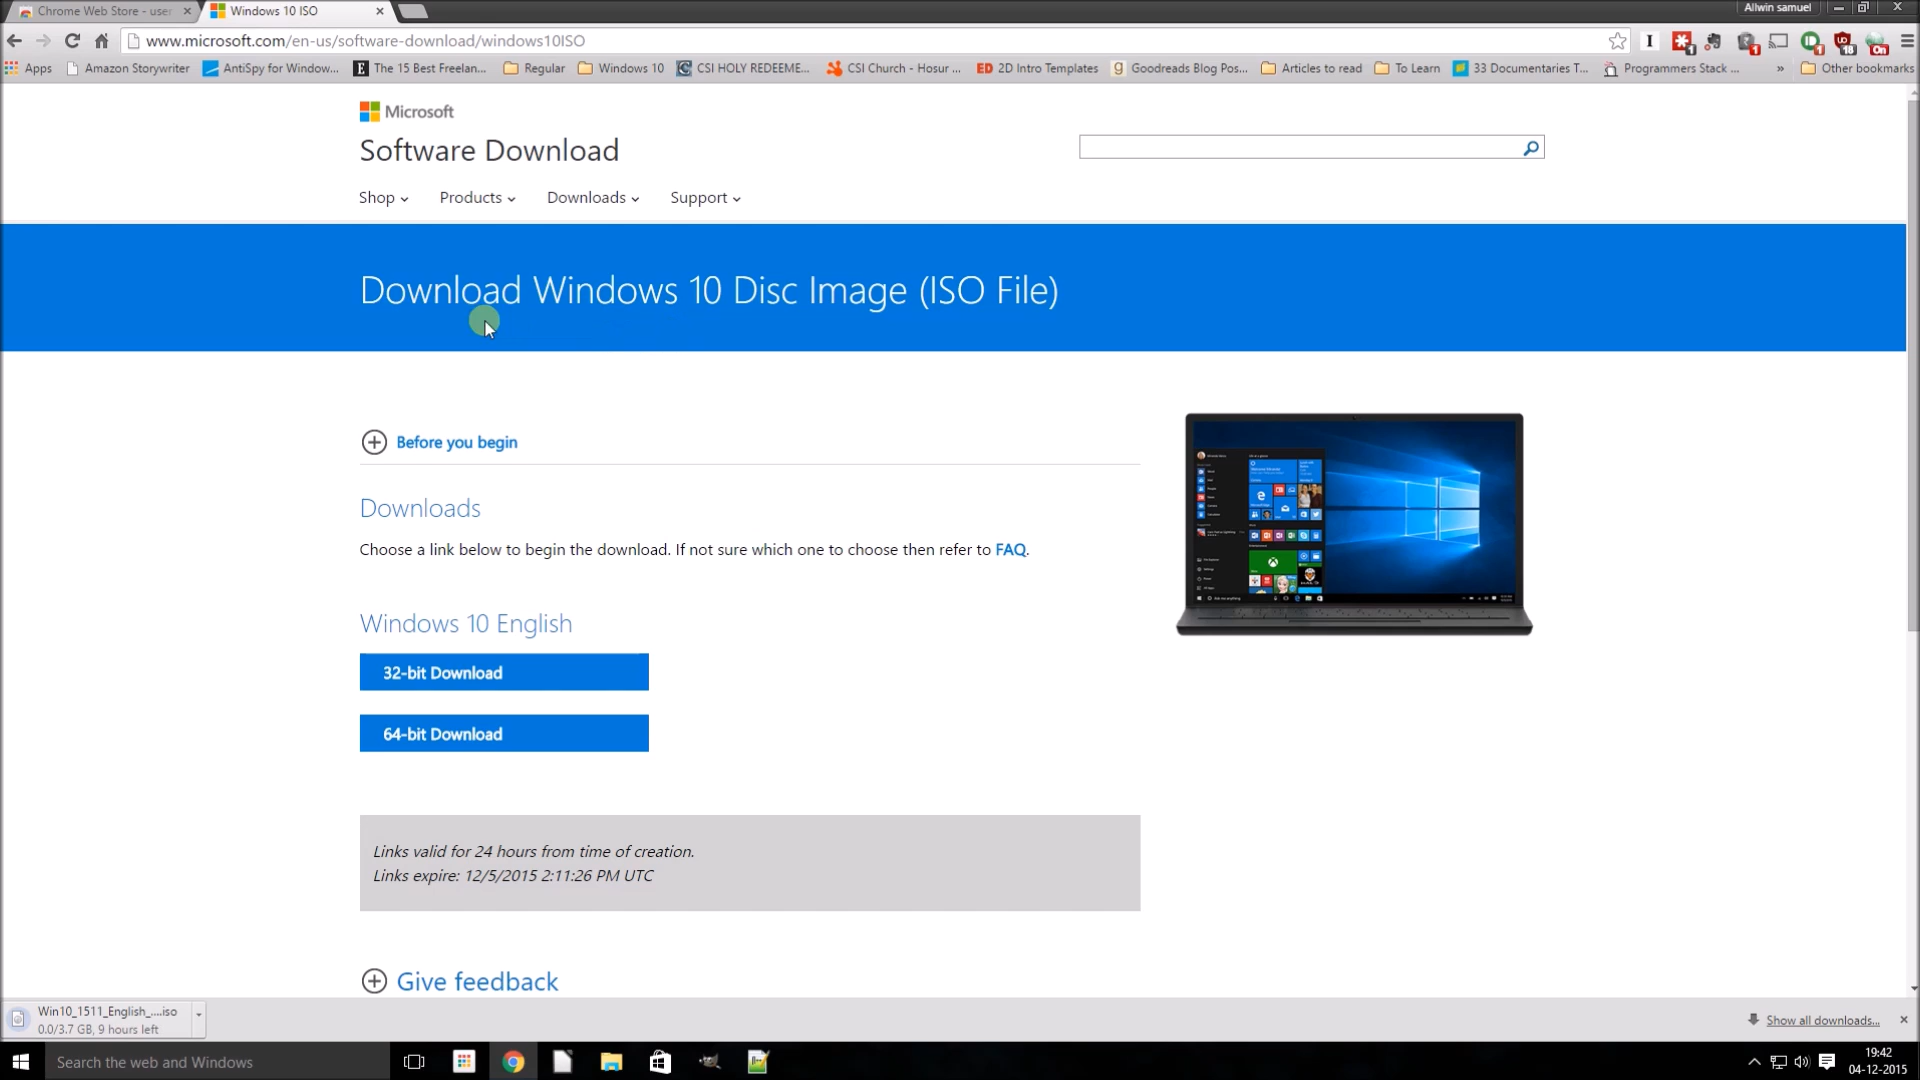 Chrome Web Store - user
Windows 10 ISO
Allwin samuel
www.microsoft.com/en-us/software-download/windows10ISO
Apps
Amazon Storywriter
AntiSpy for Window...
The 15 Best Freelan...
Regular
Windows 10
CSI HOLY REDEEME...
CSI Church - Hosur ...
ED 2D Intro Templates
Goodreads Blog Pos...
Articles to read
To Learn
33 Documentaries T...
Programmers Stack ...
»
Other bookmarks
Microsoft
Software Download
Shop
Products
Downloads
Support
Download Windows 10 Disc Image (ISO File)
Before you begin
Downloads
Choose a link below to begin the download. If not sure which one to choose then refer to FAQ.
Windows 10 English
32-bit Download
64-bit Download
Links valid for 24 hours from time of creation.
Links expire: 12/5/2015 2:11:26 PM UTC
Give feedback
Win10_1511_English_....iso
0.0/3.7 GB, 9 hours left
Show all downloads...
Search the web and Windows
19:42
04-12-2015